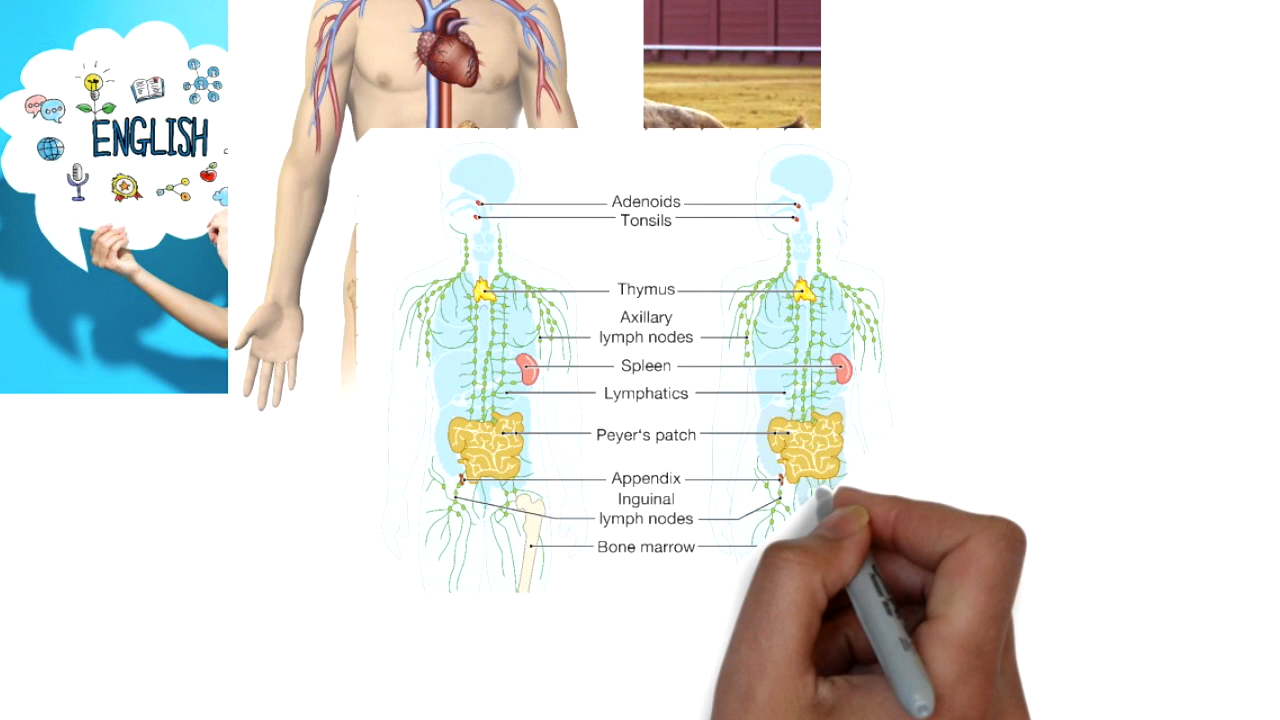 ENGLISH
Adenoids
Tonsils
Thymus
Axillary
lymph nodes
Spleen
Lymphatics
Peyer's patch
Appendix
Inguinal
lymph nodes
Bone marrow